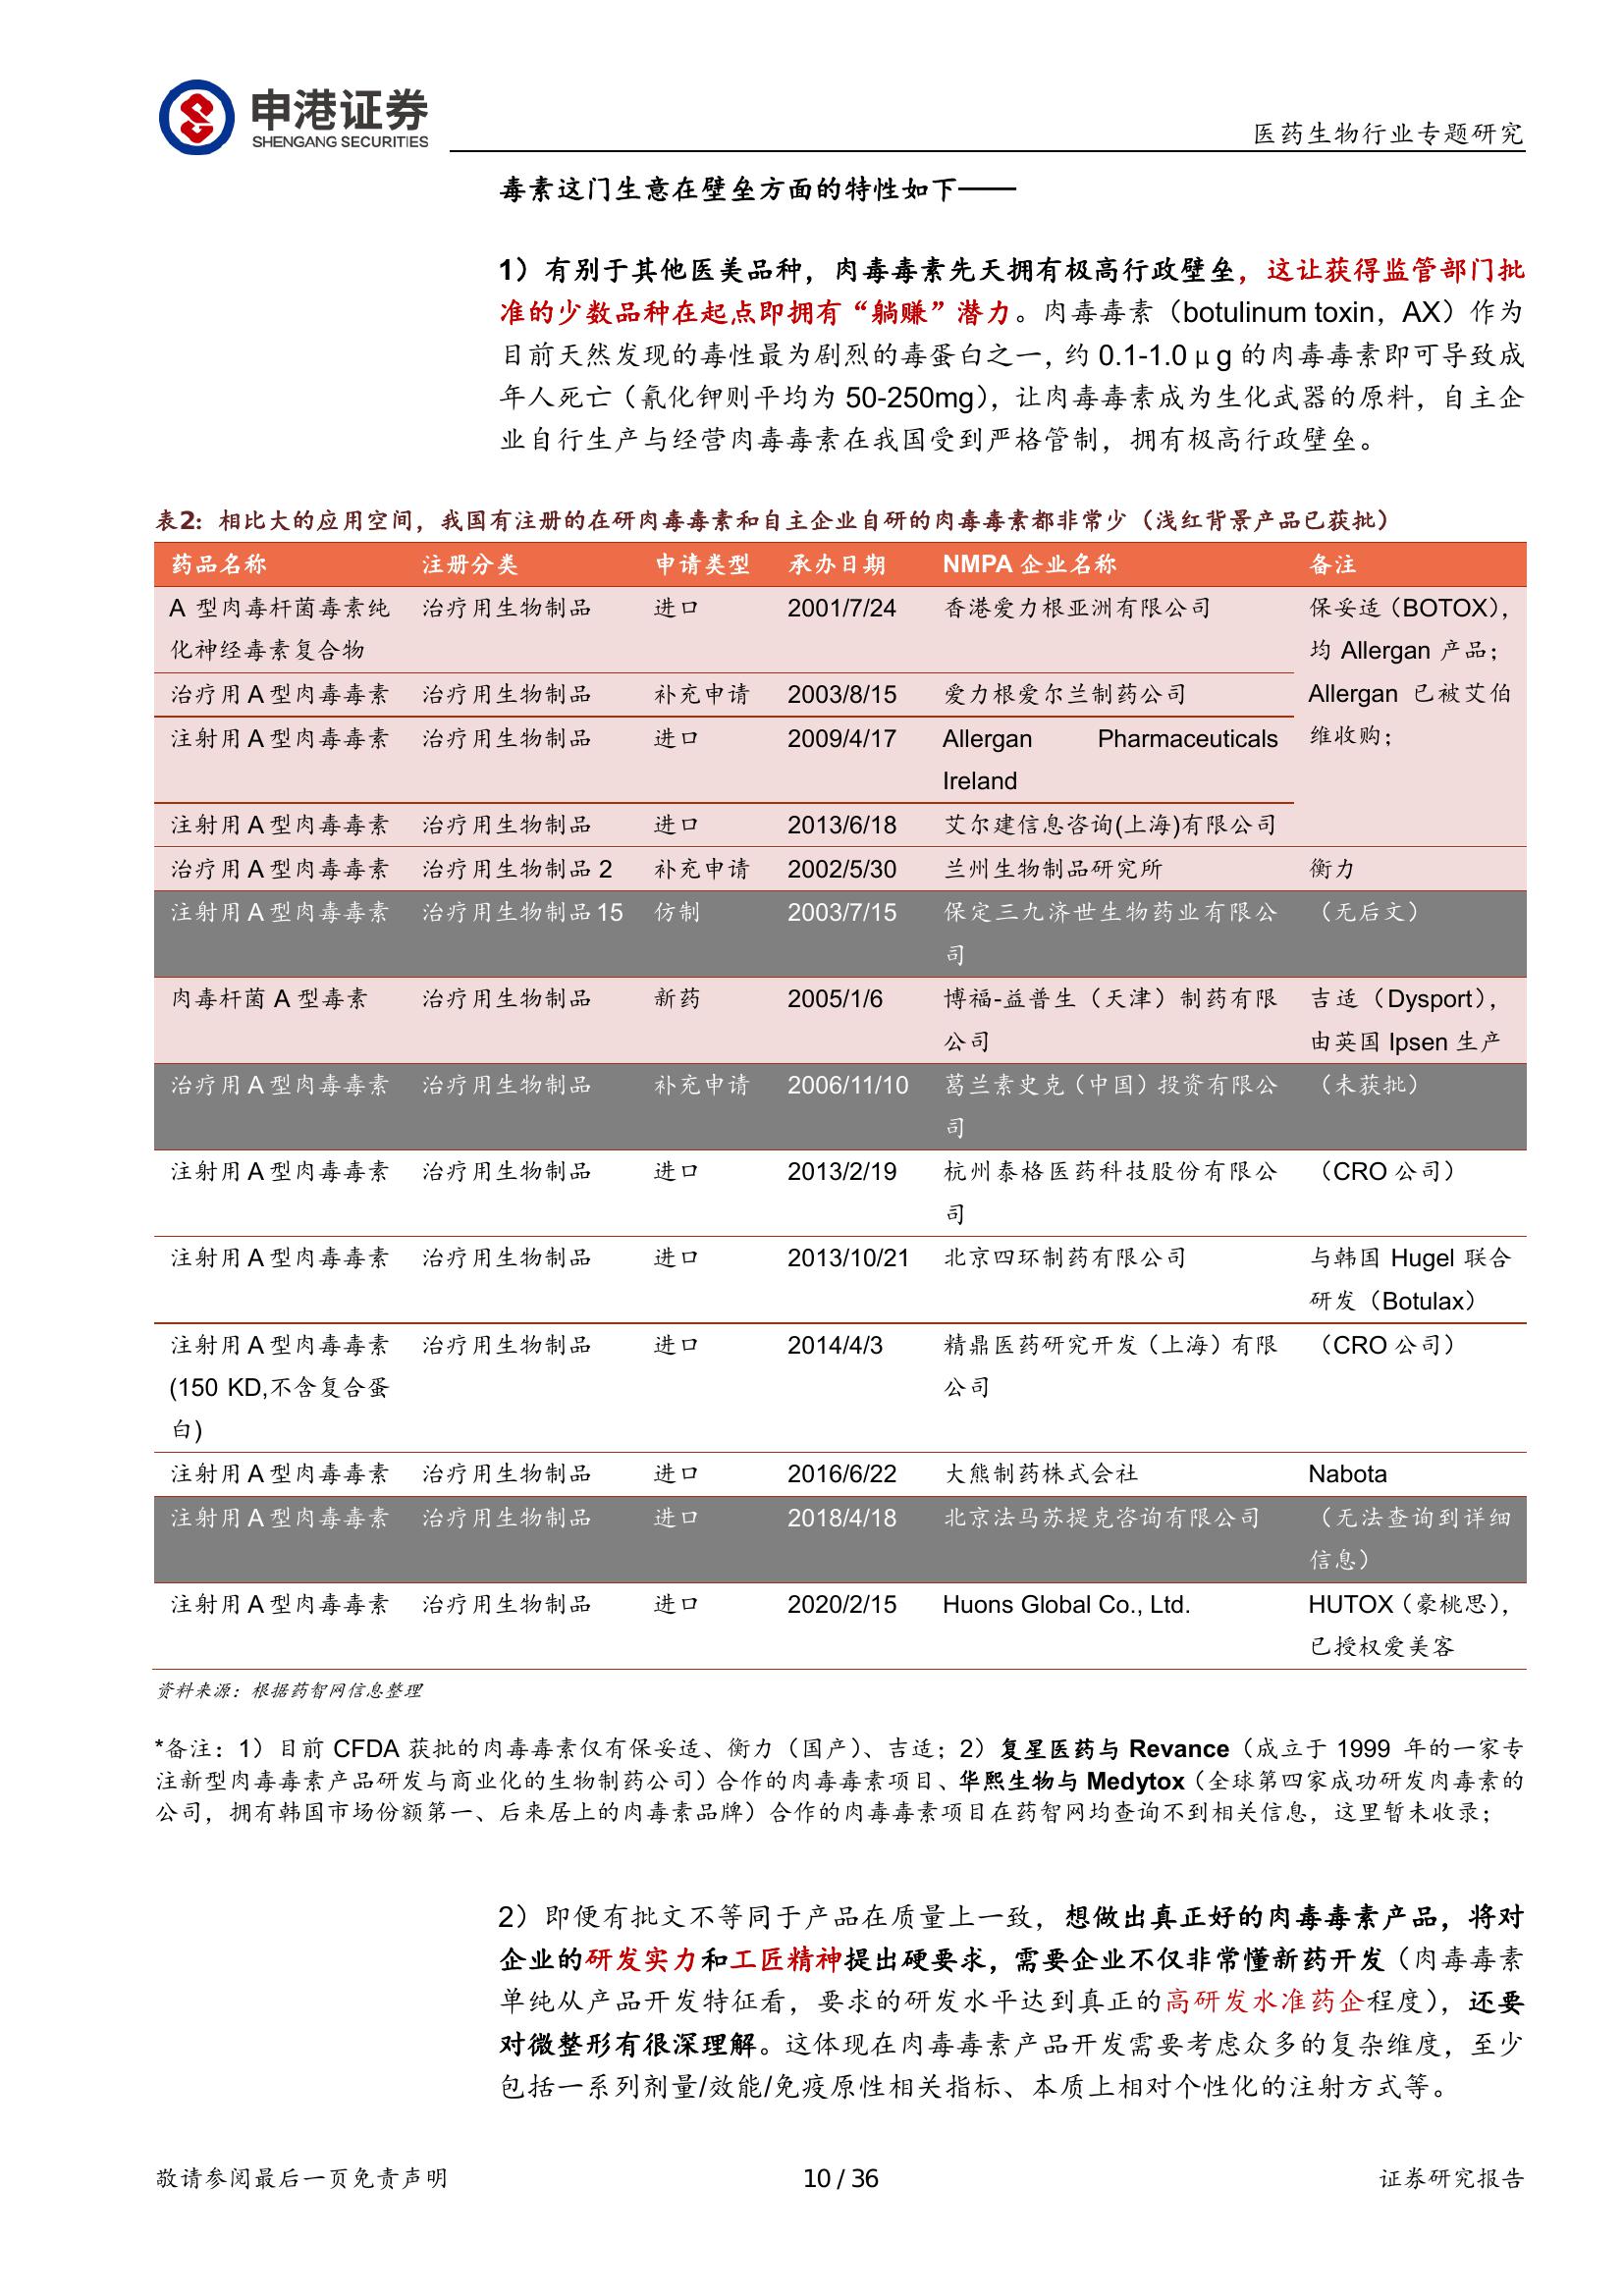 申港证券
SHENGANG SECURITIES
医药生物行业专题研究
毒素这门生意在壁垒方面的特性如下——
1）有别于其他医美品种，肉毒毒素先天拥有极高行政壁垒，这让获得监管部门批
准的少数品种在起点即拥有“躺赚”潜力。肉毒毒素（botulinum toxin，AX）作为
目前天然发现的毒性最为剧烈的毒蛋白之一，约 0.1-1.0μg 的肉毒毒素即可导致成
年人死亡（氰化钾则平均为 50-250mg），让肉毒毒素成为生化武器的原料，自主企
业自行生产与经营肉毒毒素在我国受到严格管制，拥有极高行政壁垒。
表2：相比大的应用空间，我国有注册的在研肉毒毒素和自主企业自研的肉毒毒素都非常少（浅红背景产品已获批）
药品名称 注册分类 申请类型 承办日期 NMPA 企业名称 备注
A 型肉毒杆菌毒素纯 治疗用生物制品 进口 2001/7/24 香港爱力根亚洲有限公司 保妥适（BOTOX），
化神经毒素复合物 均 Allergan 产品；
治疗用 A 型肉毒毒素 治疗用生物制品 补充申请 2003/8/15 爱力根爱尔兰制药公司 Allergan 已被艾伯
注射用 A 型肉毒毒素 治疗用生物制品 进口 2009/4/17 Allergan Pharmaceuticals 维收购；
Ireland
注射用 A 型肉毒毒素 治疗用生物制品 进口 2013/6/18 艾尔建信息咨询(上海)有限公司
治疗用 A 型肉毒毒素 治疗用生物制品 2 补充申请 2002/5/30 兰州生物制品研究所 衡力
注射用 A 型肉毒毒素 治疗用生物制品 15 仿制 2003/7/15 保定三九济世生物药业有限公 （无后文）
司
肉毒杆菌 A 型毒素 治疗用生物制品 新药 2005/1/6 博福-益普生（天津）制药有限 吉适（Dysport），
公司 由英国 Ipsen 生产
治疗用 A 型肉毒毒素 治疗用生物制品 补充申请 2006/11/10 葛兰素史克（中国）投资有限公 （未获批）
司
注射用 A 型肉毒毒素 治疗用生物制品 进口 2013/2/19 杭州泰格医药科技股份有限公 （CRO 公司）
司
注射用 A 型肉毒毒素 治疗用生物制品 进口 2013/10/21 北京四环制药有限公司 与韩国 Hugel 联合
研发（Botulax）
注射用 A 型肉毒毒素 治疗用生物制品 进口 2014/4/3 精鼎医药研究开发（上海）有限 （CRO 公司）
(150 KD,不含复合蛋 公司
白)
注射用 A 型肉毒毒素 治疗用生物制品 进口 2016/6/22 大熊制药株式会社 Nabota
注射用 A 型肉毒毒素 治疗用生物制品 进口 2018/4/18 北京法马苏提克咨询有限公司 （无法查询到详细
信息）
注射用 A 型肉毒毒素 治疗用生物制品 进口 2020/2/15 Huons Global Co., Ltd. HUTOX（豪桃思），
已授权爱美客
资料来源：根据药智网信息整理
*备注：1）目前 CFDA 获批的肉毒毒素仅有保妥适、衡力（国产）、吉适；2）复星医药与 Revance（成立于 1999 年的一家专
注新型肉毒毒素产品研发与商业化的生物制药公司）合作的肉毒毒素项目、华熙生物与 Medytox（全球第四家成功研发肉毒素的
公司，拥有韩国市场份额第一、后来居上的肉毒素品牌）合作的肉毒毒素项目在药智网均查询不到相关信息，这里暂未收录；
2）即便有批文不等同于产品在质量上一致，想做出真正好的肉毒毒素产品，将对
企业的研发实力和工匠精神提出硬要求，需要企业不仅非常懂新药开发（肉毒毒素
单纯从产品开发特征看，要求的研发水平达到真正的高研发水准药企程度），还要
对微整形有很深理解。这体现在肉毒毒素产品开发需要考虑众多的复杂维度，至少
包括一系列剂量/效能/免疫原性相关指标、本质上相对个性化的注射方式等。
敬请参阅最后一页免责声明 10 / 36 证券研究报告